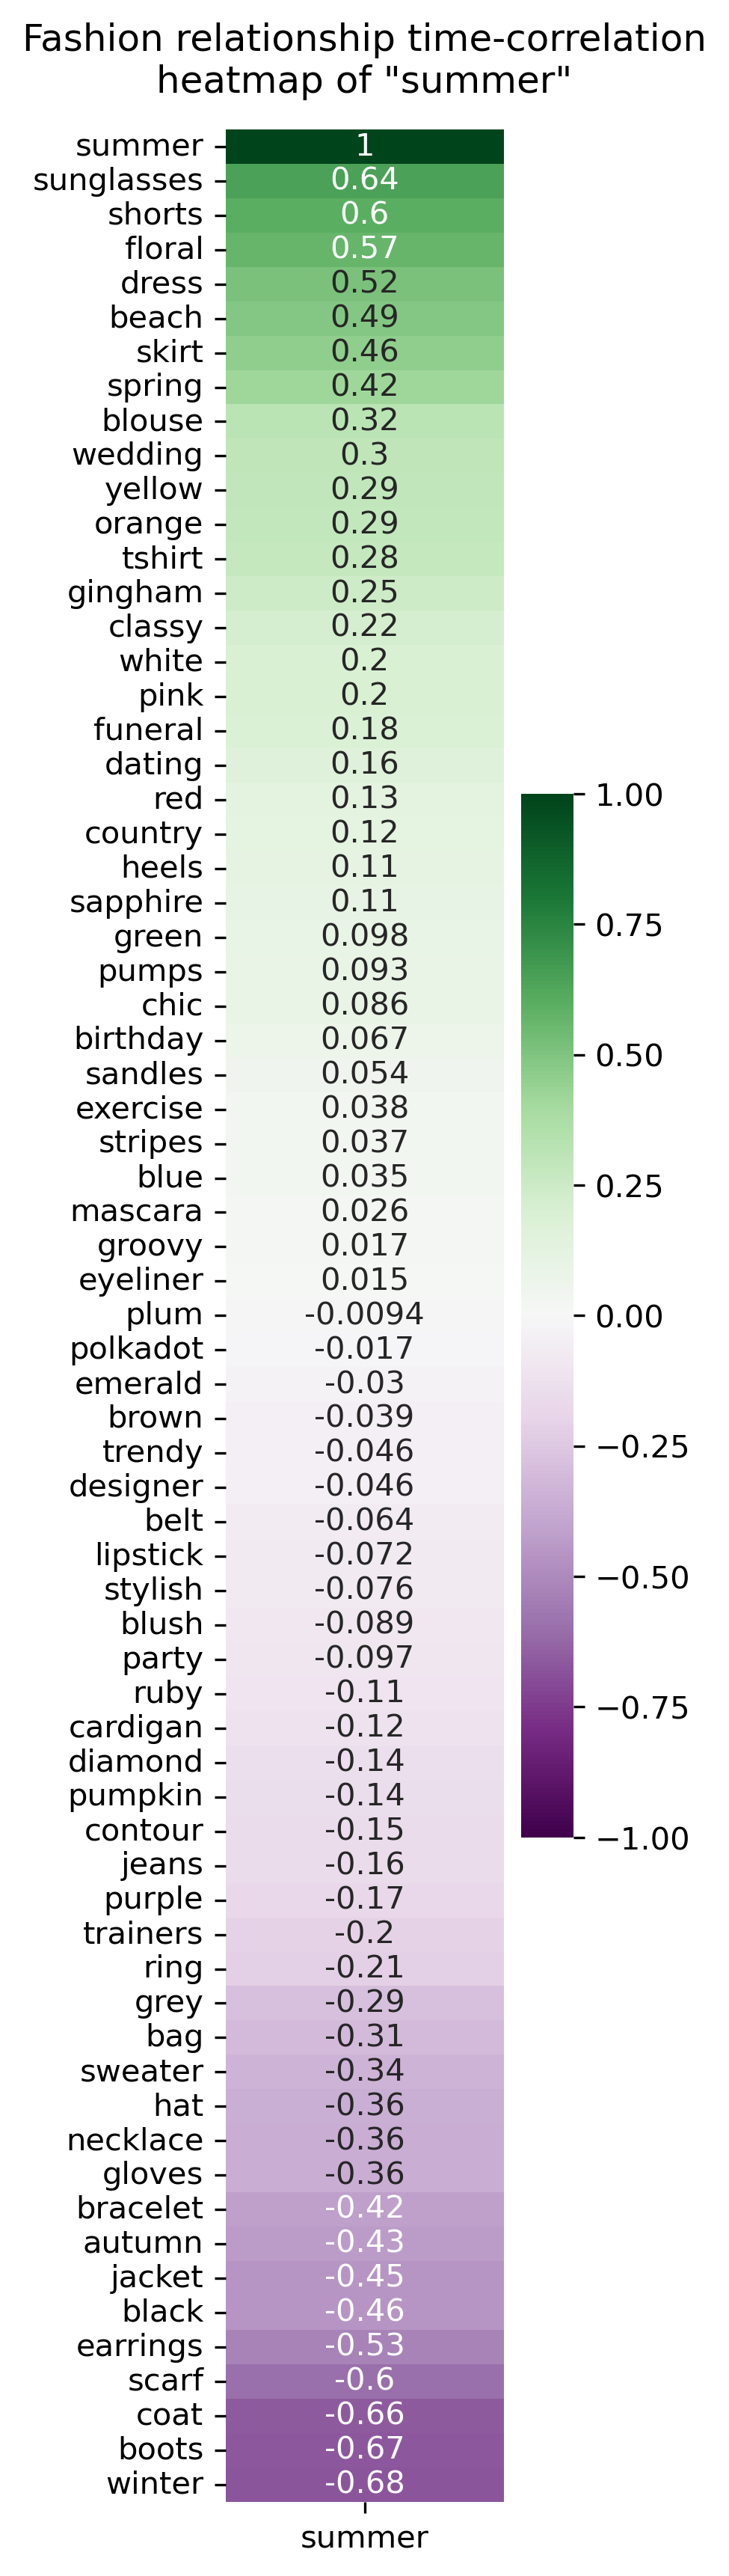 Fashion relationship time-correlation
heatmap of "summer"
summer 1
sunglasses 0.64
shorts 0.6
floral 0.57
dress 0.52
beach 0.49
skirt 0.46
spring 0.42
blouse 0.32
wedding 0.3
yellow 0.29
orange 0.29
tshirt 0.28
gingham 0.25
classy 0.22
white 0.2
pink 0.2
funeral 0.18
dating 0.16
red 0.13
country 0.12
heels 0.11
sapphire 0.11
green 0.098
pumps 0.093
chic 0.086
birthday 0.067
sandles 0.054
exercise 0.038
stripes 0.037
blue 0.035
mascara 0.026
groovy 0.017
eyeliner 0.015
plum -0.0094
polkadot -0.017
emerald -0.03
brown -0.039
trendy -0.046
designer -0.046
belt -0.064
lipstick -0.072
stylish -0.076
blush -0.089
party -0.097
ruby -0.11
cardigan -0.12
diamond -0.14
pumpkin -0.14
contour -0.15
jeans -0.16
purple -0.17
trainers -0.2
ring -0.21
grey -0.29
bag -0.31
sweater -0.34
hat -0.36
necklace -0.36
gloves -0.36
bracelet -0.42
autumn -0.43
jacket -0.45
black -0.46
earrings -0.53
scarf -0.6
coat -0.66
boots -0.67
winter -0.68
summer
1.00
0.75
0.50
0.25
0.00
−0.25
−0.50
−0.75
−1.00